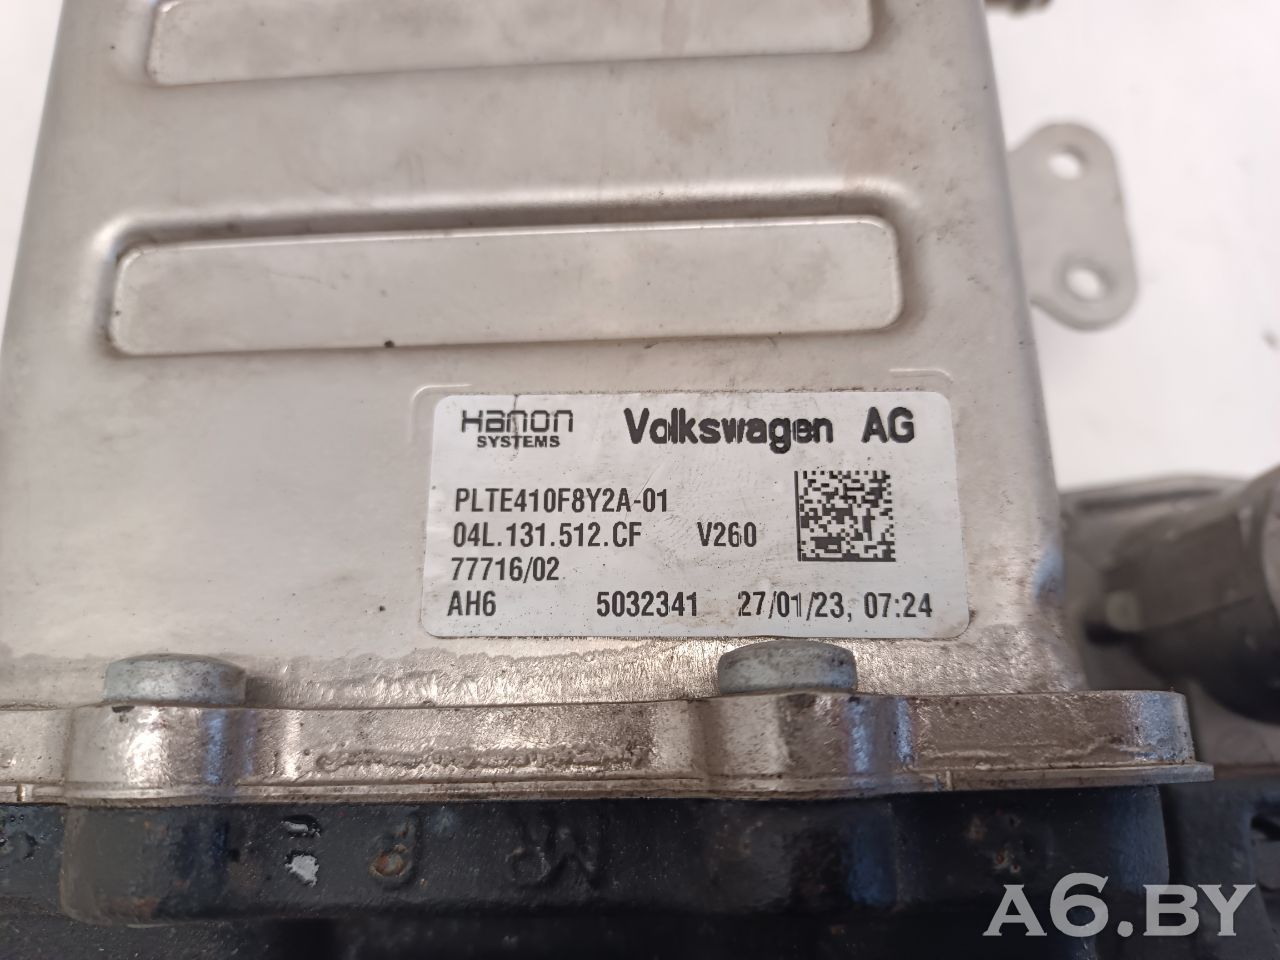 Hanon Volkswagen AG
SYSTEMS
PLTE410F8Y2A-01
04L.131.512.CF V260
77716/02
AH6 5032341 27/01/23, 07:24
A6.BY